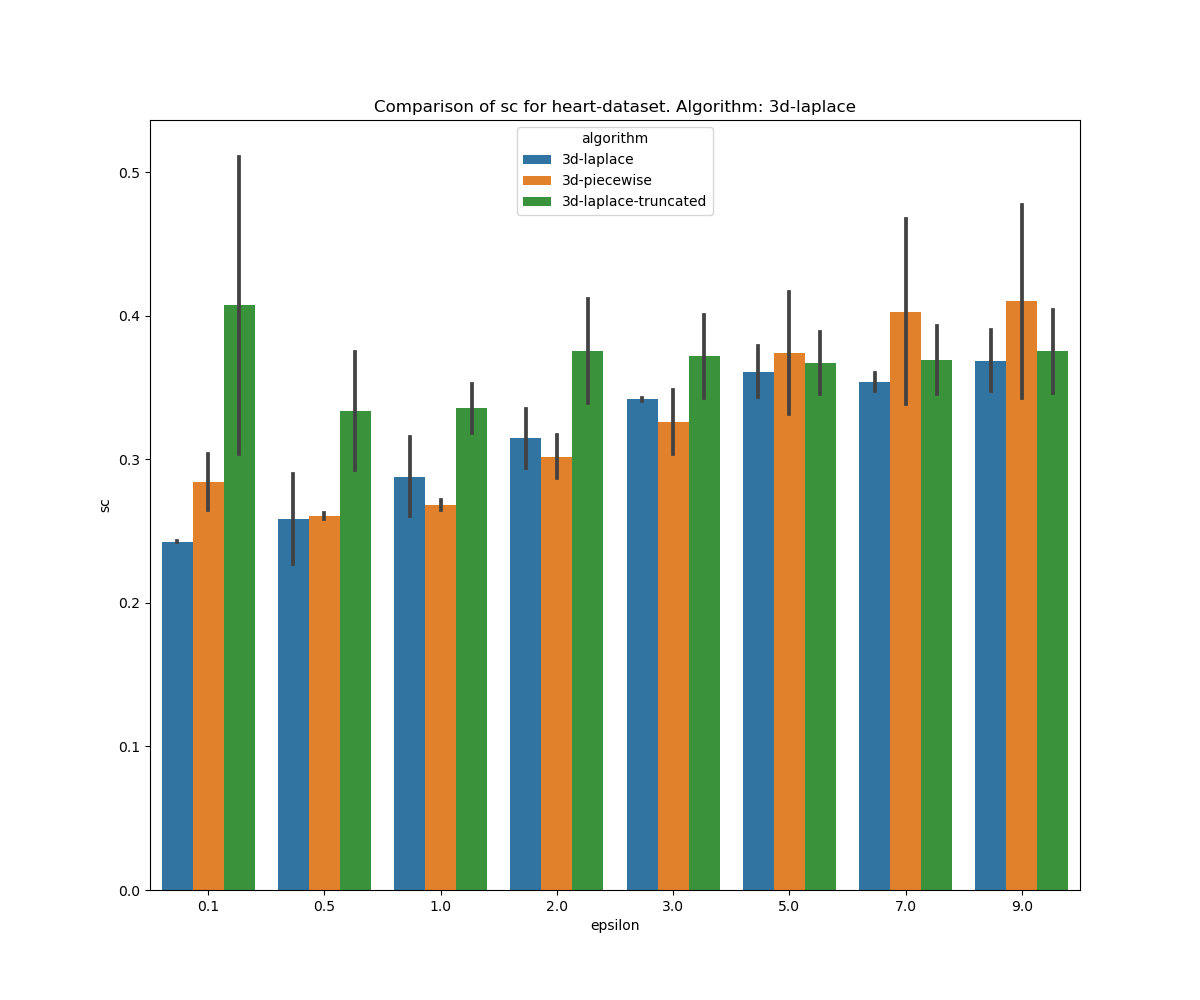 Comparison of sc for heart-dataset. Algorithm: 3d-laplace
algorithm
3d-laplace
3d-piecewise
3d-laplace-truncated
0.5
0.4
0.3
0.2
0.1
0.0
sc
0.1 0.5 1.0 2.0 3.0 5.0 7.0 9.0
epsilon